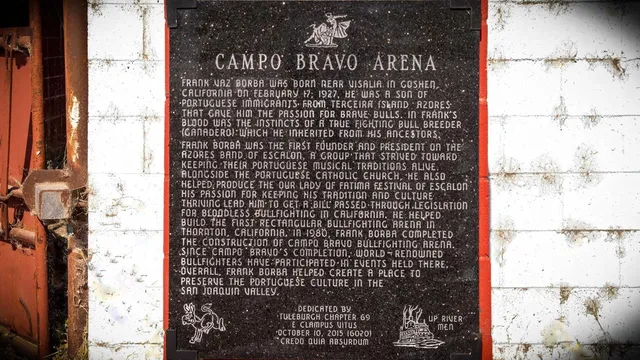 CAMPO BRAVO ARENA
FRANK VAZ BORBA WAS BORN NEAR VISALIA IN GOSHEN,
CALIFORNIA ON FEBRUARY 17, 1927. HE WAS A SON OF
PORTUGUESE IMMIGRANTS FROM TERCEIRA ISLAND AZORES
THAT GAVE HIM THE PASSION FOR BRAVE BULLS. IN FRANK'S
BLOOD WAS THE INSTINCTS OF A TRUE FIGHTING BULL BREEDER
(GANADERO) WHICH HE INHERITED FROM HIS ANCESTORS.
FRANK BORBA WAS THE FIRST FOUNDER AND PRESIDENT ON THE
AZORES BAND OF ESCALON, A GROUP THAT STRIVED TOWARD
KEEPING THEIR PORTUGUESE MUSICAL TRADITIONS ALIVE
ALONGSIDE THE PORTUGUESE CATHOLIC CHURCH. HE ALSO
HELPED PRODUCE THE OUR LADY OF FATIMA FESTIVAL OF ESCALON
HIS PASSION FOR KEEPING HIS TRADITION AND CULTURE
THRIVING LEAD HIM TO GET A BILL PASSED THROUGH LEGISLATION
FOR BLOODLESS BULLFIGHTING IN CALIFORNIA. HE HELPED
BUILD THE FIRST RECTANGULAR BULLFIGHTING ARENA IN
THORNTON, CALIFORNIA. IN 1980, FRANK BORBA COMPLETED
THE CONSTRUCTION OF CAMPO BRAVO BULLFIGHTING ARENA.
SINCE CAMPO BRAVO'S COMPLETION, WORLD-RENOWNED
BULLFIGHTERS HAVE PARTICIPATED IN EVENTS HELD THERE.
OVERALL, FRANK BORBA HELPED CREATE A PLACE TO
PRESERVE THE PORTUGUESE CULTURE IN THE
SAN JOAQUIN VALLEY.
DEDICATED BY
TULEBURGH CHAPTER 69
E CLAMPUS VITUS
OCTOBER 10, 2015 (6020)
"CREDO QUIA ABSURDUM"
UP RIVER
MEN